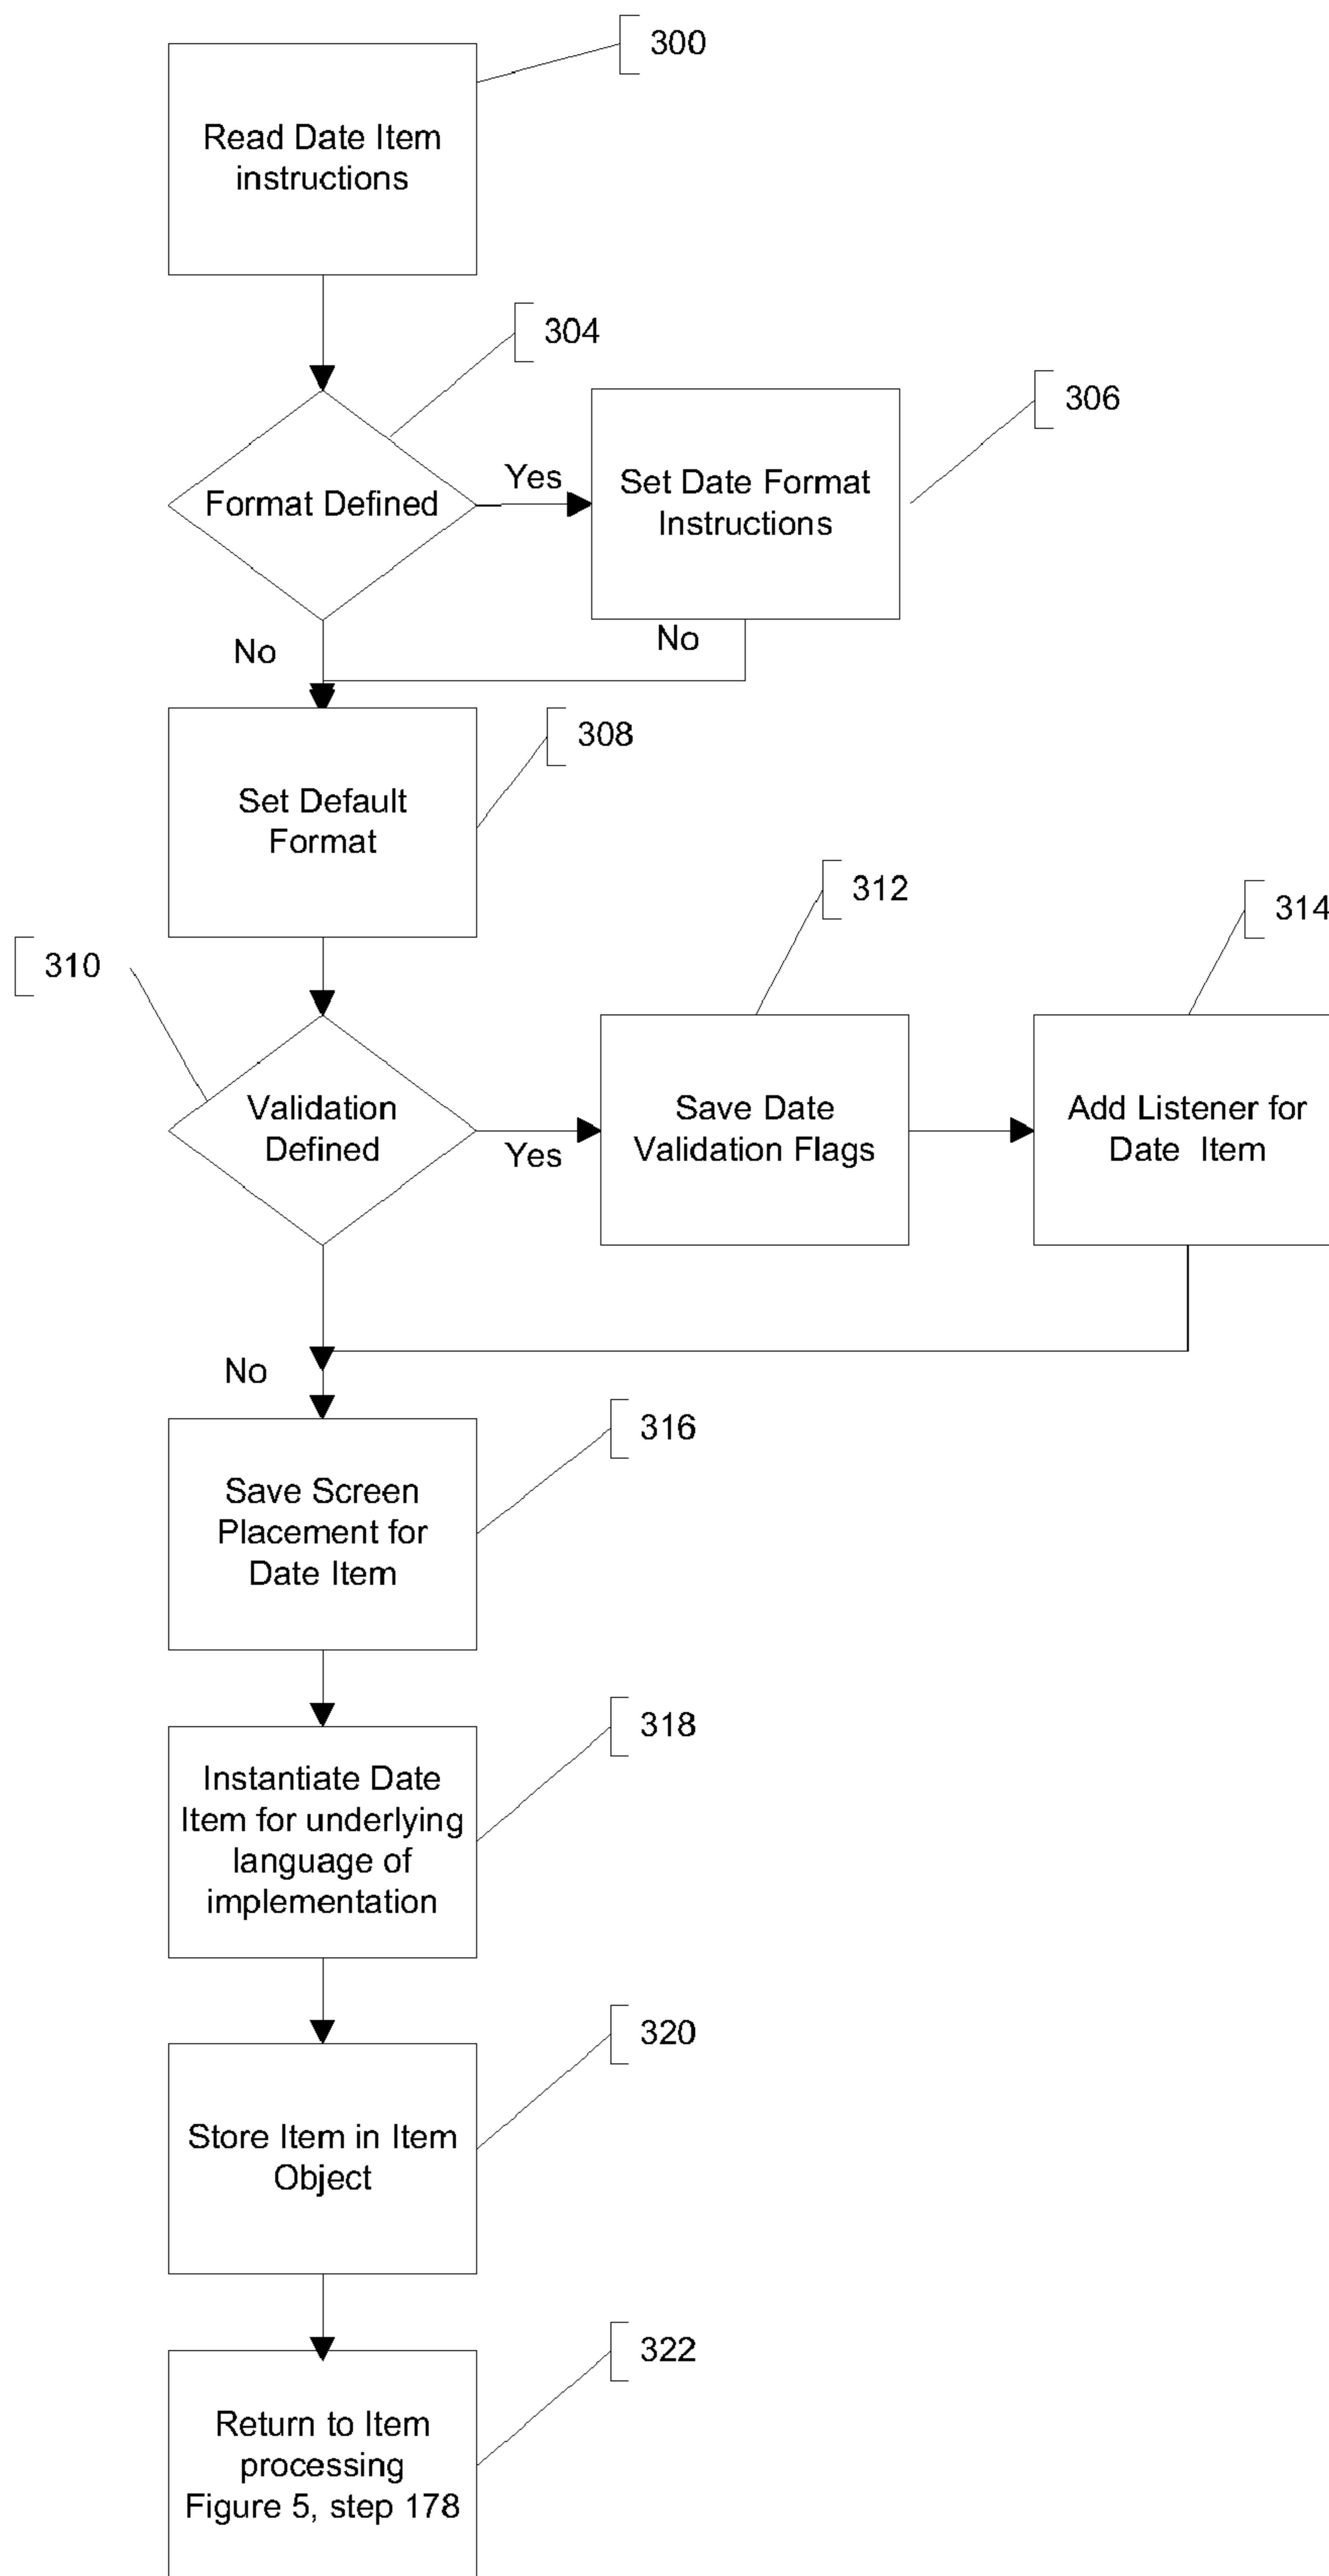 300
Read Date Item
instructions
304
306
Format Defined
Yes
Set Date Format
Instructions
No
No
308
Set Default
Format
312
314
310
Validation
Defined
Yes
Save Date
Validation Flags
Add Listener for
Date Item
No
316
Save Screen
Placement for
Date Item
318
Instantiate Date
Item for underlying
language of
implementation
320
Store Item in Item
Object
322
Return to Item
processing
Figure 5, step 178